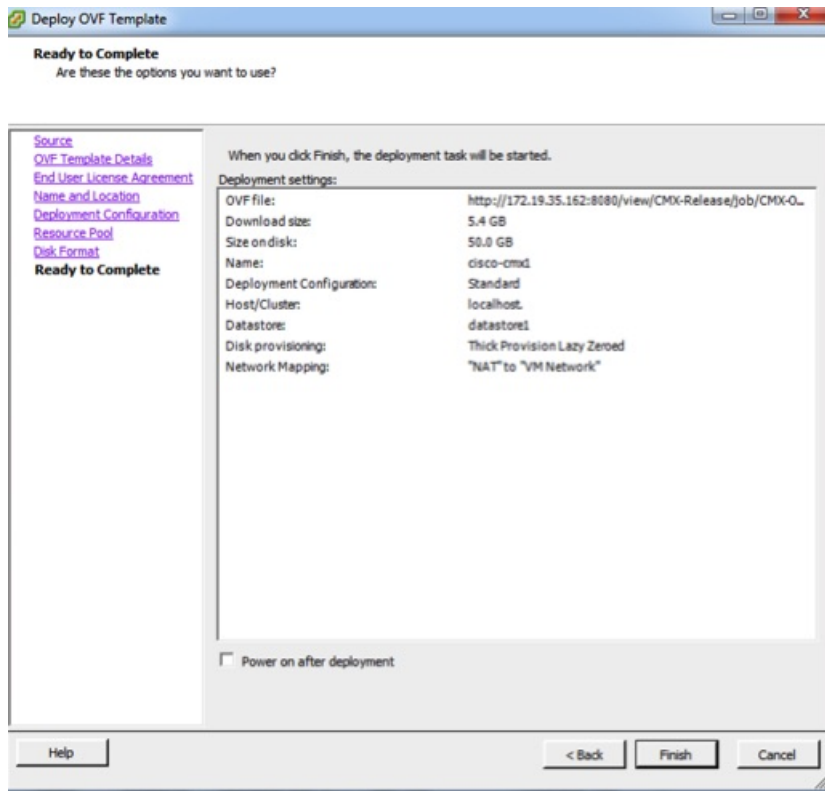 Deploy OVF Template
Ready to Complete
Are these the options you want to use?
Source
OVF Template Details
End User License Agreement
Name and Location
Deployment Configuration
Resource Pool
Disk Format
Ready to Complete
When you click Finish, the deployment task will be started.
Deployment settings:
OVF file: http://172.19.35.162:8080/view/CMX-Release/job/CMX-O...
Download size: 5.4 GB
Size on disk: 50.0 GB
Name: cisco-cmx1
Deployment Configuration: Standard
Host/Cluster: localhost.
Datastore: datastore1
Disk provisioning: Thick Provision Lazy Zeroed
Network Mapping: "NAT" to "VM Network"
Power on after deployment
Help
< Back
Finish
Cancel